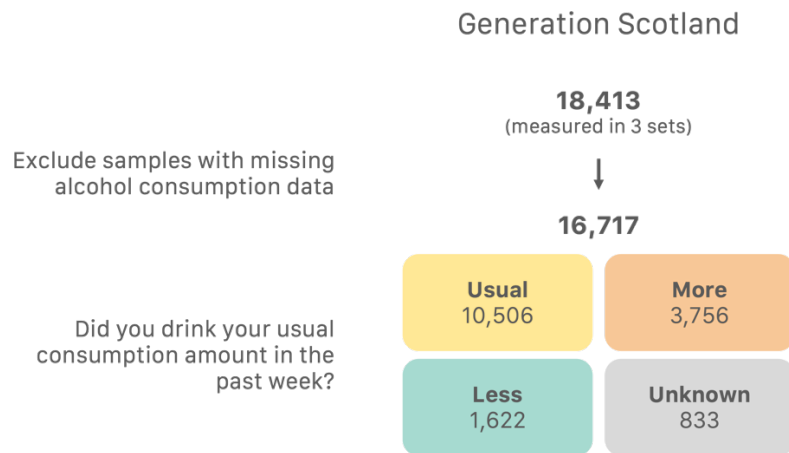 Generation Scotland
18,413
(measured in 3 sets)
Exclude samples with missing
alcohol consumption data
16,717
Usual
10,506
More
3,756
Did you drink your usual
consumption amount in the
past week?
Less
1,622
Unknown
833